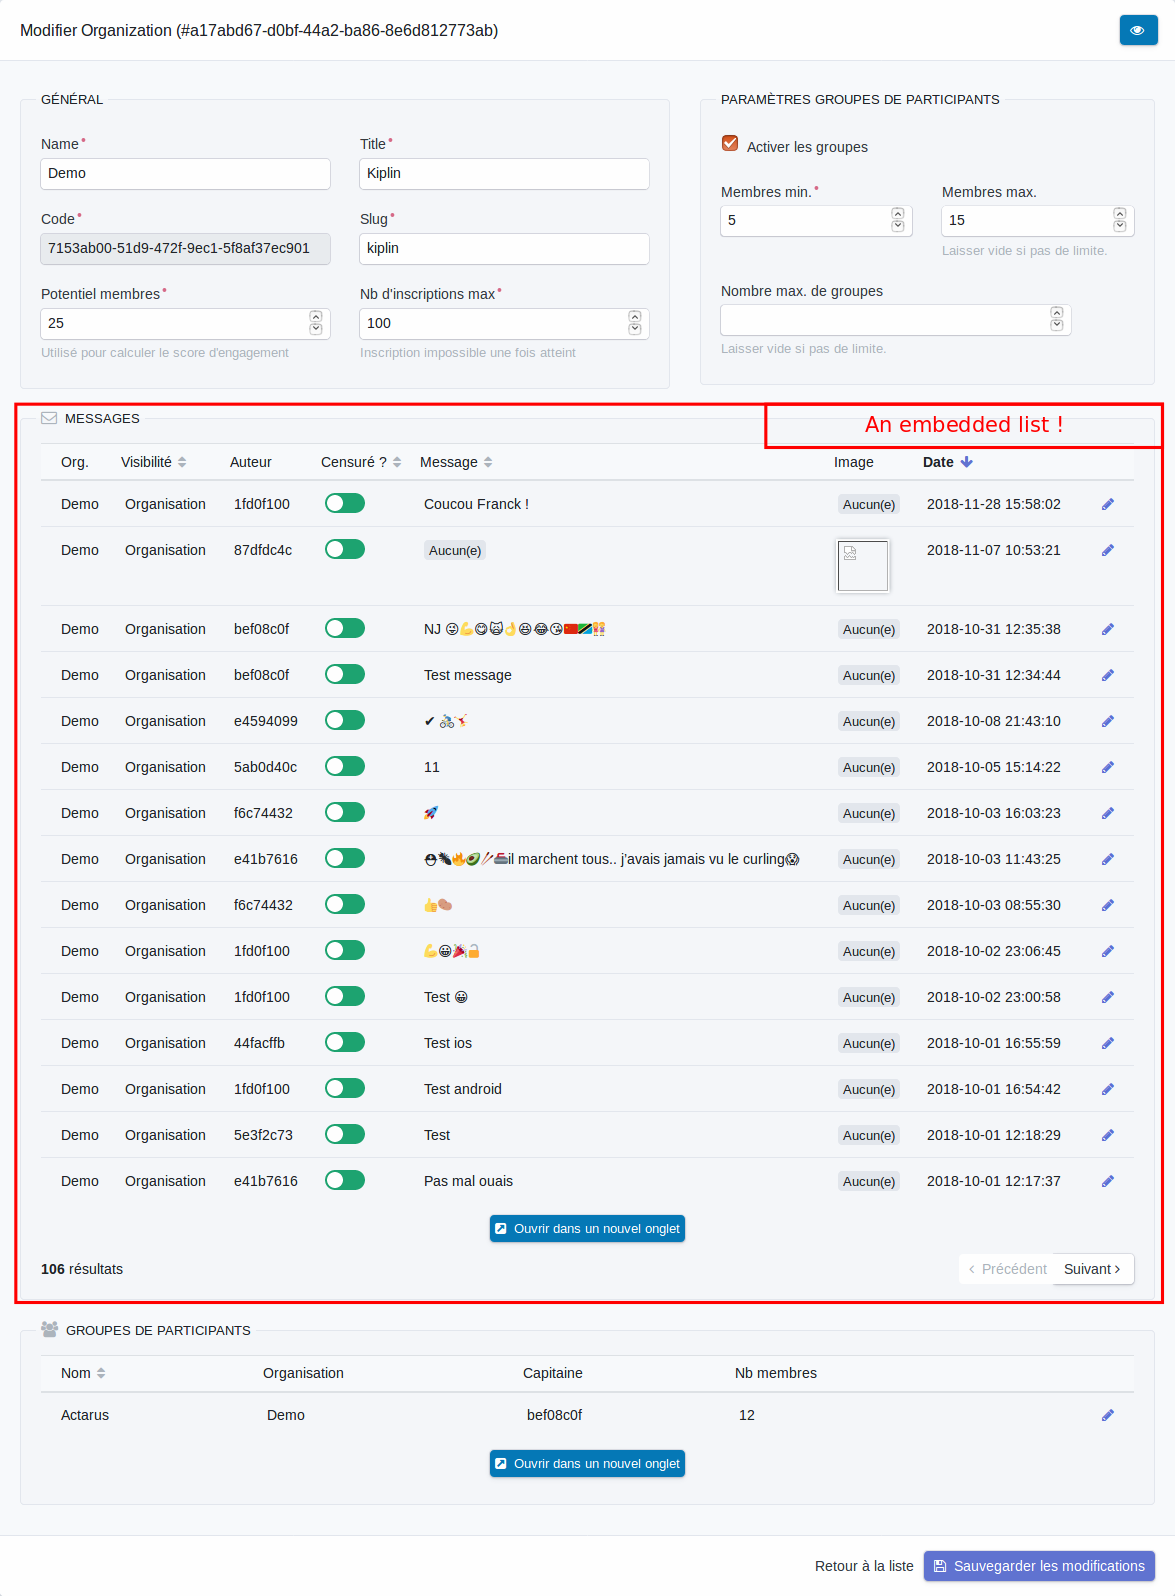 Modifier Organization (#a17abd67-d0bf-44a2-ba86-8e6d812773ab)
GÉNÉRAL
Name*
Title*
Demo
Kiplin
Code*
Slug*
7153ab00-51d9-472f-9ec1-5f8af37ec901
kiplin
Potentiel membres*
Nb d'inscriptions max*
25
100
Utilisé pour calculer le score d'engagement
Inscription impossible une fois atteint
PARAMÈTRES GROUPES DE PARTICIPANTS
Activer les groupes
Membres min.*
Membres max.
5
15
Laisser vide si pas de limite.
Nombre max. de groupes
Laisser vide si pas de limite.
MESSAGES
An embedded list !
Org. Visibilité Auteur Censuré ? Message Image Date
Demo Organisation 1fd0f100 Coucou Franck ! Aucun(e) 2018-11-28 15:58:02
Demo Organisation 87dfdc4c Aucun(e) 2018-11-07 10:53:21
Demo Organisation bef08c0f NJ Aucun(e) 2018-10-31 12:35:38
Demo Organisation bef08c0f Test message Aucun(e) 2018-10-31 12:34:44
Demo Organisation e4594099 ✔ Aucun(e) 2018-10-08 21:43:10
Demo Organisation 5ab0d40c 11 Aucun(e) 2018-10-05 15:14:22
Demo Organisation f6c74432 Aucun(e) 2018-10-03 16:03:23
Demo Organisation e41b7616 il marchent tous.. j'avais jamais vu le curling Aucun(e) 2018-10-03 11:43:25
Demo Organisation f6c74432 Aucun(e) 2018-10-03 08:55:30
Demo Organisation 1fd0f100 Aucun(e) 2018-10-02 23:06:45
Demo Organisation 1fd0f100 Test Aucun(e) 2018-10-02 23:00:58
Demo Organisation 44facffb Test ios Aucun(e) 2018-10-01 16:55:59
Demo Organisation 1fd0f100 Test android Aucun(e) 2018-10-01 16:54:42
Demo Organisation 5e3f2c73 Test Aucun(e) 2018-10-01 12:18:29
Demo Organisation e41b7616 Pas mal ouais Aucun(e) 2018-10-01 12:17:37
Ouvrir dans un nouvel onglet
106 résultats
Précédent Suivant
GROUPES DE PARTICIPANTS
Nom Organisation Capitaine Nb membres
Actarus Demo bef08c0f 12
Ouvrir dans un nouvel onglet
Retour à la liste Sauvegarder les modifications